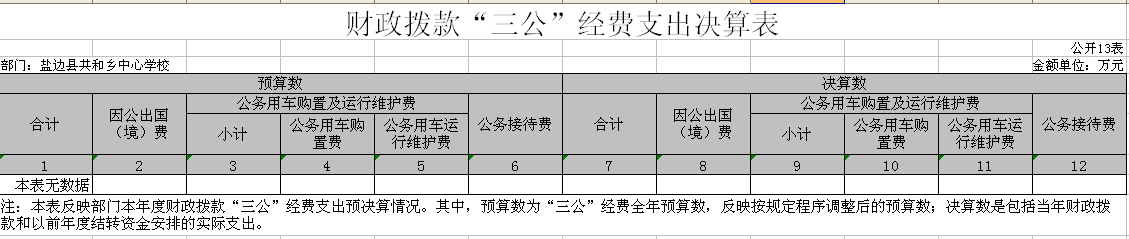 财政拨款“三公”经费支出决算表
公开13表
部门：盐边县共和乡中心学校 金额单位：万元
预算数 决算数
合计 因公出国（境）费 公务用车购置及运行维护费 公务接待费 合计 因公出国（境）费 公务用车购置及运行维护费 公务接待费
小计 公务用车购置费 公务用车运行维护费 小计 公务用车购置费 公务用车运行维护费
1 2 3 4 5 6 7 8 9 10 11 12
本表无数据
注：本表反映部门本年度财政拨款“三公”经费支出预决算情况。其中，预算数为“三公”经费全年预算数，反映按规定程序调整后的预算数；决算数是包括当年财政拨
款和以前年度结转资金安排的实际支出。